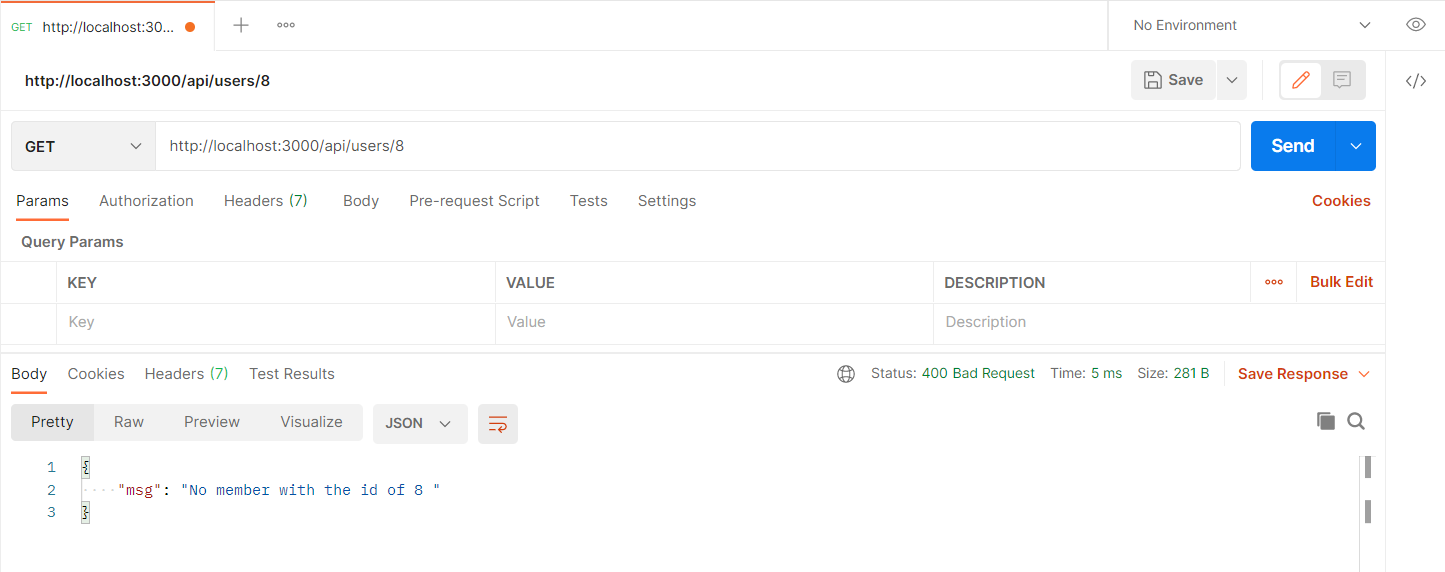 GET http://localhost:30... No Environment
http://localhost:3000/api/users/8 Save
GET http://localhost:3000/api/users/8 Send
Params Authorization Headers (7) Body Pre-request Script Tests Settings Cookies
Query Params
KEY VALUE DESCRIPTION Bulk Edit
Key Value Description
Body Cookies Headers (7) Test Results Status: 400 Bad Request Time: 5 ms Size: 281 B Save Response
Pretty Raw Preview Visualize JSON
1 {
2 "msg": "No member with the id of 8 "
3 }